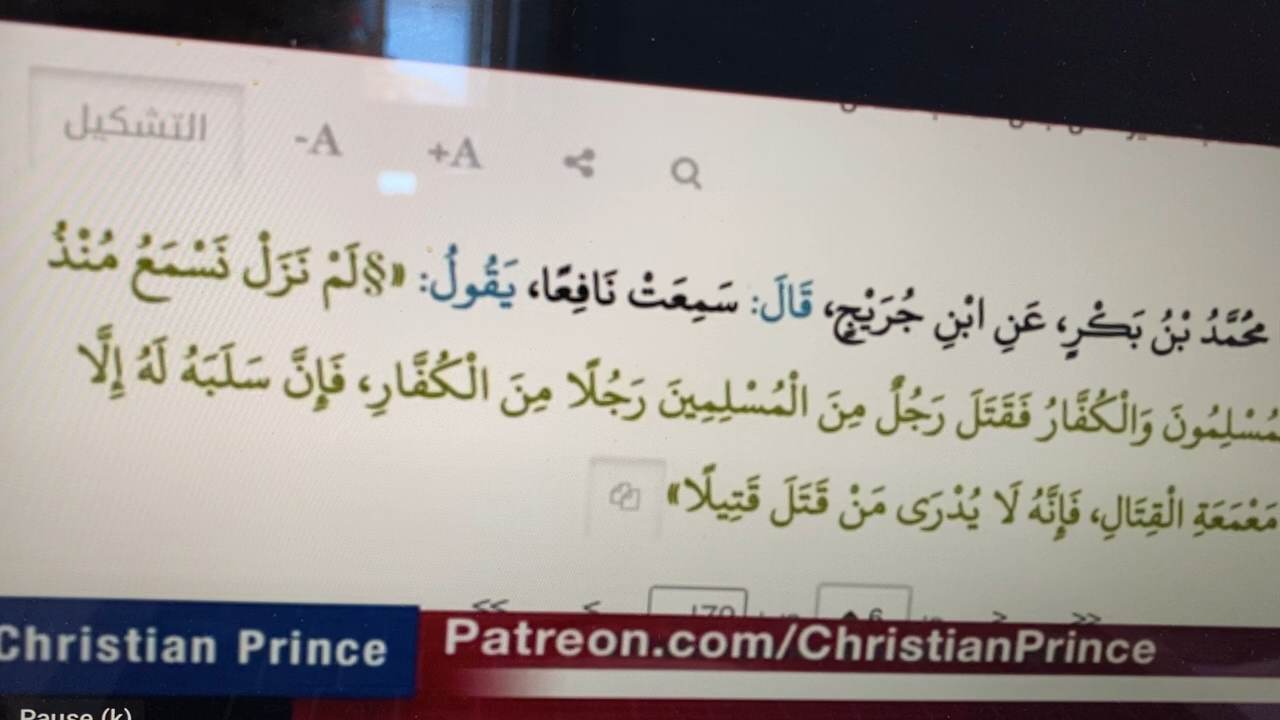 التشكيل
-A
+A
محمَّدُ بْنُ بَكْرٍ، عَنِ ابْنِ جُرَيْجٍ، قَالَ: سَمِعَتْ نَافِعًا، يَقُولُ: «§لَمْ نَزَلْ نَسْمَعُ مُنْذُ
مُسْلِمُونَ وَالْكُفَّارُ فَقَتَلَ رَجُلٌ مِنَ الْمُسْلِمِينَ رَجُلًا مِنَ الْكُفَّارِ، فَإِنَّ سَلَبَهُ لَهُ إِلَّا
مَعْمَعَةِ الْقِتَالِ، فَإِنَّهُ لَا يُدْرَى مَنْ قَتَلَ قَتِيلًا»
<< < > >>
Christian Prince
Patreon.com/ChristianPrince
Pause (k)